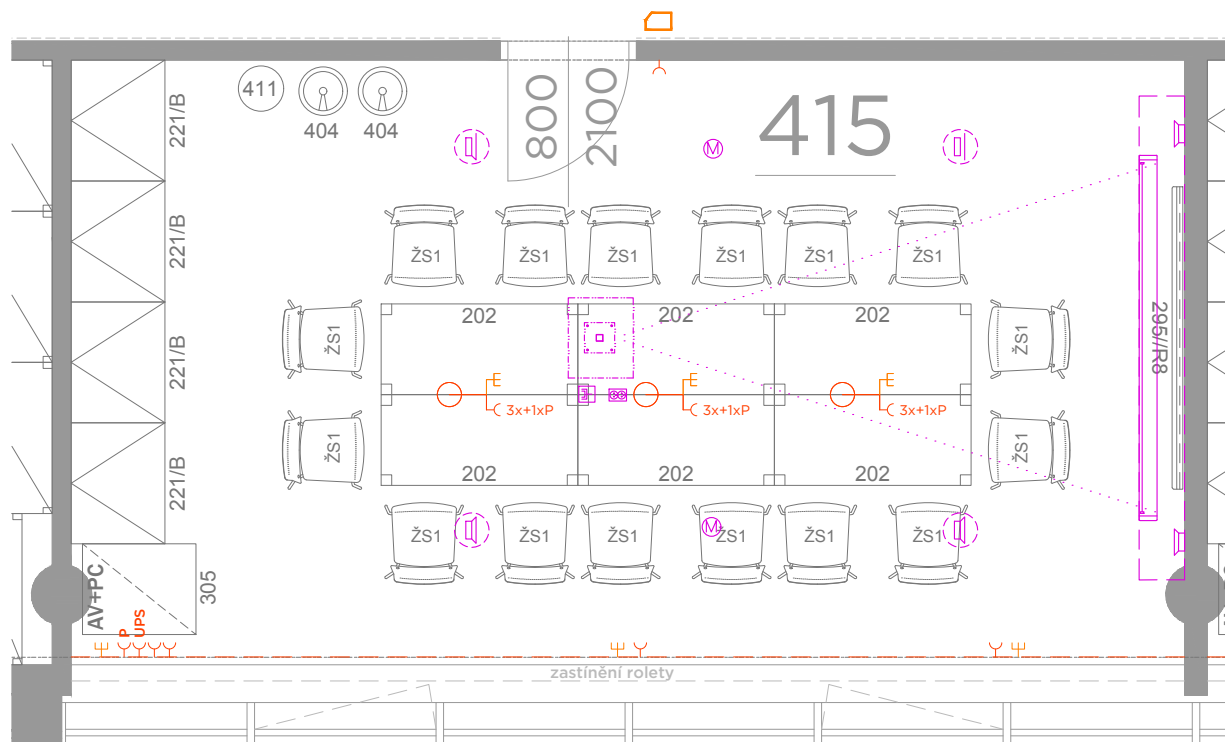 221/B
411
404
404
800
2100
415
M
221/B
ŽS1
ŽS1
ŽS1
ŽS1
ŽS1
ŽS1
221/B
ŽS1
202
202
202
ŽS1
295//R8
E
3x+1xP
E
3x+1xP
E
3x+1xP
221/B
ŽS1
202
202
202
ŽS1
ŽS1
ŽS1
ŽS1
M
ŽS1
ŽS1
ŽS1
AV+PC
305
P
UPS
zastínění rolety